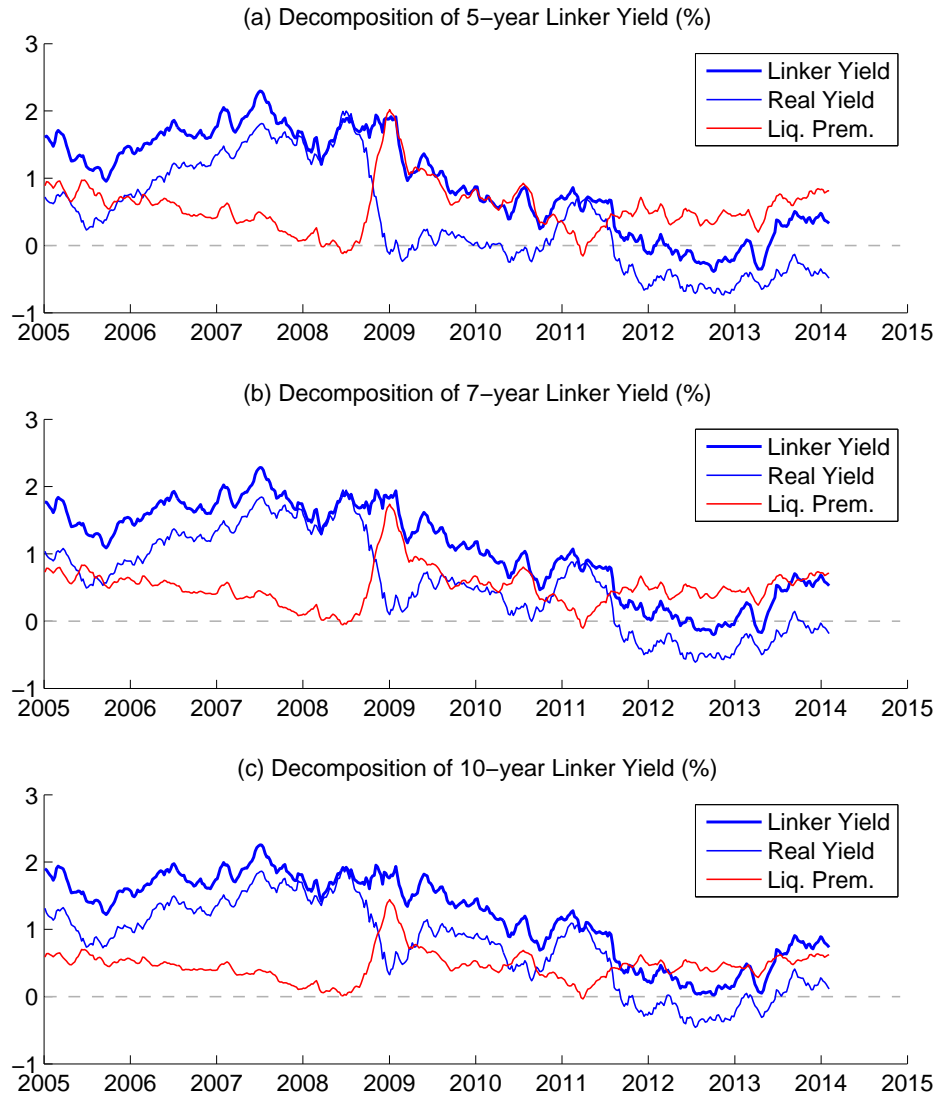 (a) Decomposition of 5−year Linker Yield (%)
3
Linker Yield
Real Yield
Liq. Prem.
2
1
0
−1
2005 2006 2007 2008 2009 2010 2011 2012 2013 2014 2015
(b) Decomposition of 7−year Linker Yield (%)
3
Linker Yield
Real Yield
Liq. Prem.
2
1
0
−1
2005 2006 2007 2008 2009 2010 2011 2012 2013 2014 2015
(c) Decomposition of 10−year Linker Yield (%)
3
Linker Yield
Real Yield
Liq. Prem.
2
1
0
−1
2005 2006 2007 2008 2009 2010 2011 2012 2013 2014 2015